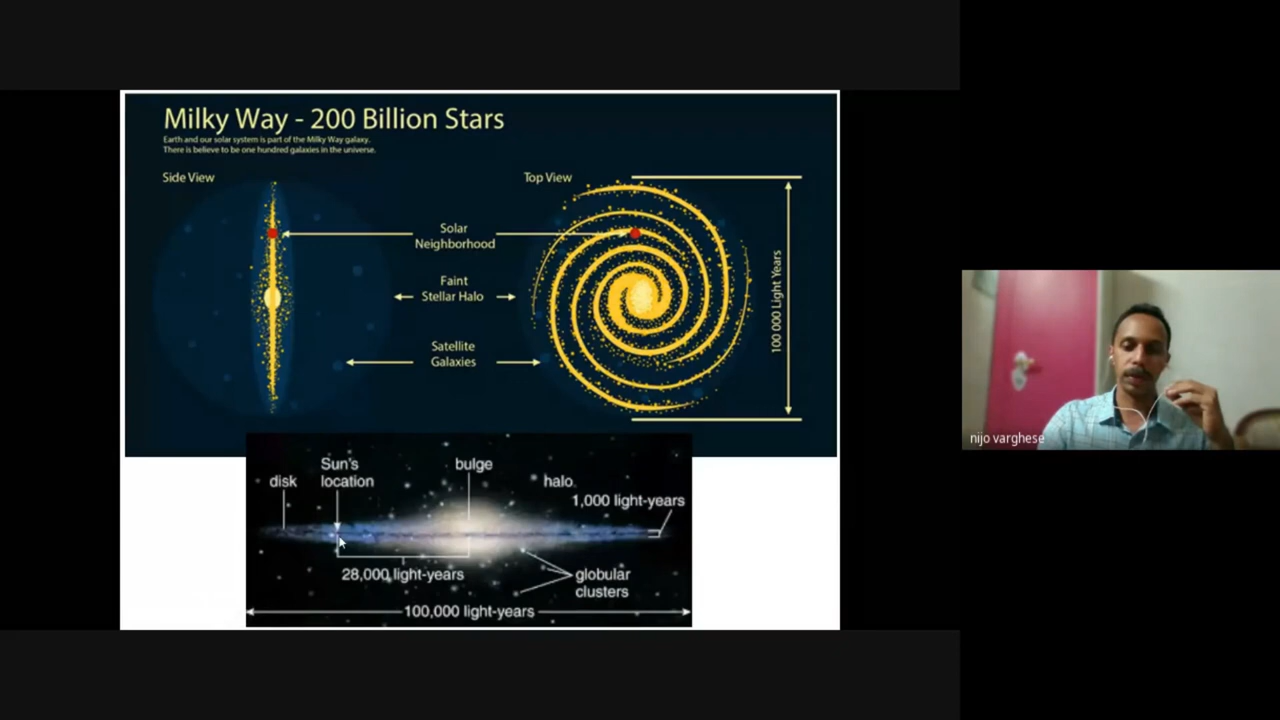 Milky Way - 200 Billion Stars
Earth and our solar system is part of the Milky Way galaxy.
There is believe to be one hundred galaxies in the universe.
Side View
Top View
Solar
Neighborhood
Faint
Stellar Halo
Satellite
Galaxies
100 000 Light Years
disk
Sun's
location
bulge
halo
1,000 light-years
28,000 light-years
globular
clusters
100,000 light-years
nijo varghese